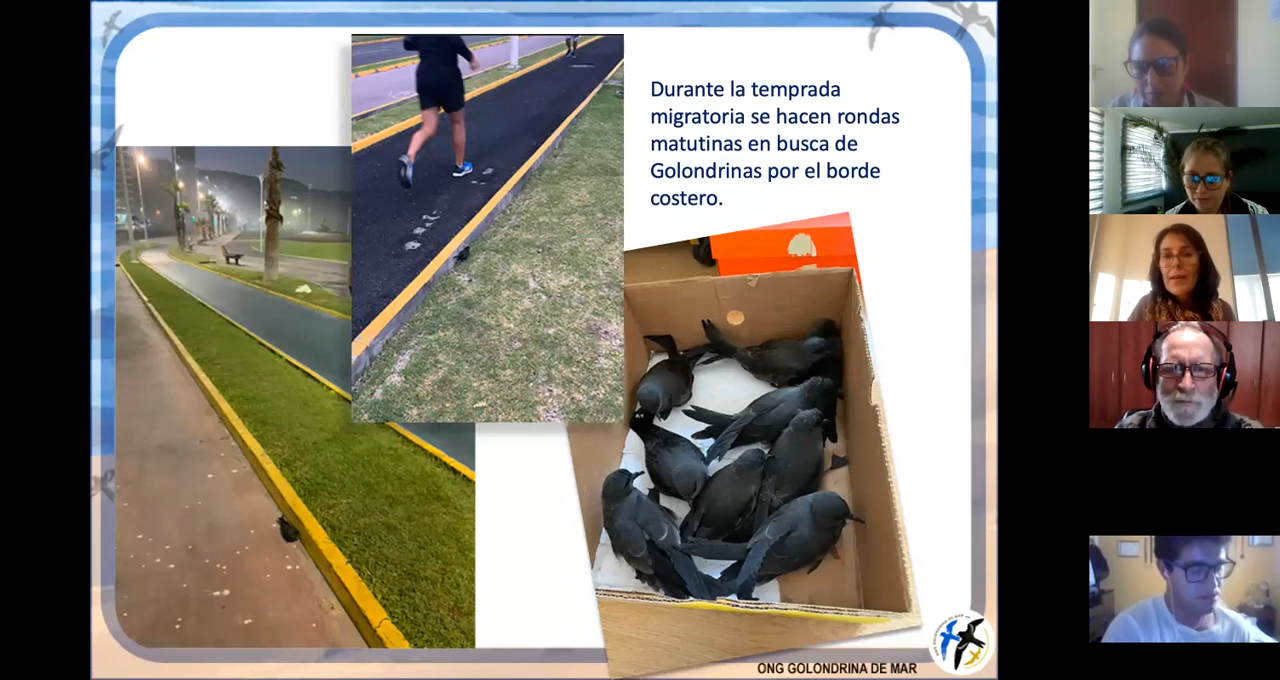 Durante la temprada
migratoria se hacen rondas
matutinas en busca de
Golondrinas por el borde
costero.
ONG GOLONDRINA DE MAR